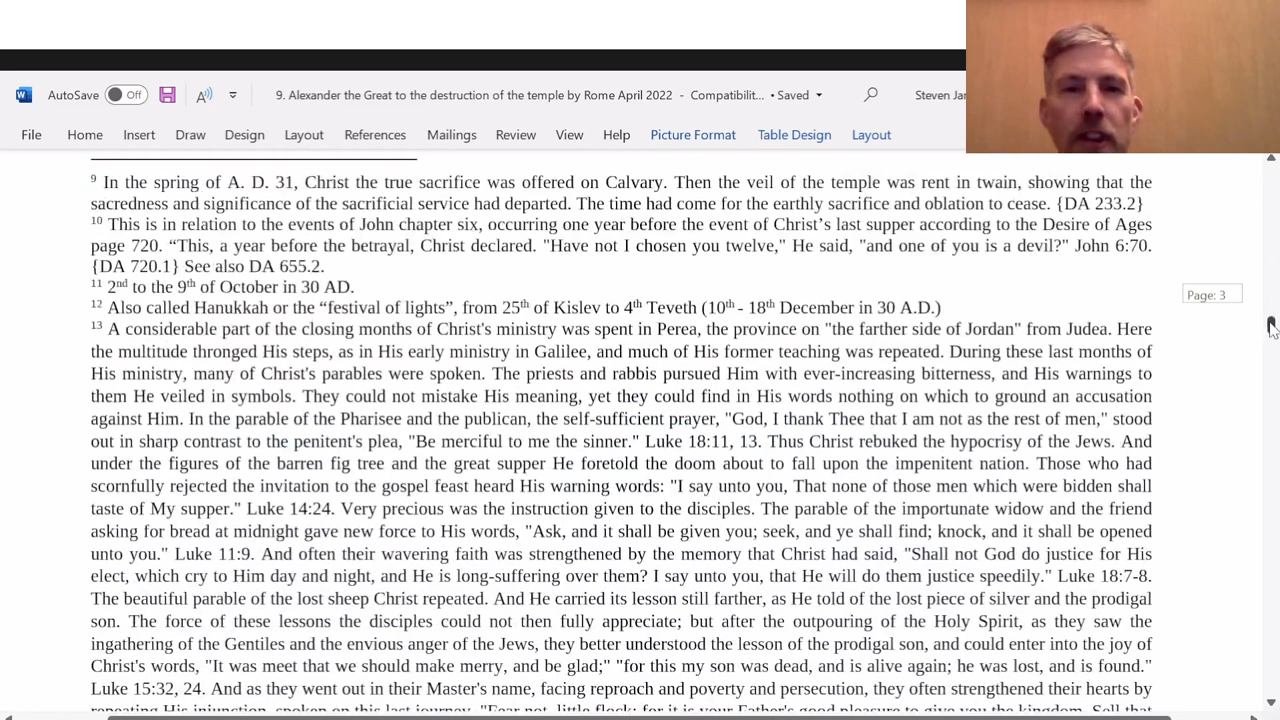 AutoSave Off 9. Alexander the Great to the destruction of the temple by Rome April 2022 - Compatibilit... • Saved Steven Jar
File Home Insert Draw Design Layout References Mailings Review View Help Picture Format Table Design Layout
9 In the spring of A. D. 31, Christ the true sacrifice was offered on Calvary. Then the veil of the temple was rent in twain, showing that the
sacredness and significance of the sacrificial service had departed. The time had come for the earthly sacrifice and oblation to cease. {DA 233.2}
10 This is in relation to the events of John chapter six, occurring one year before the event of Christ’s last supper according to the Desire of Ages
page 720. “This, a year before the betrayal, Christ declared. "Have not I chosen you twelve," He said, "and one of you is a devil?" John 6:70.
{DA 720.1} See also DA 655.2.
11 2nd to the 9th of October in 30 AD.
Page: 3
12 Also called Hanukkah or the “festival of lights”, from 25th of Kislev to 4th Teveth (10th - 18th December in 30 A.D.)
13 A considerable part of the closing months of Christ's ministry was spent in Perea, the province on "the farther side of Jordan" from Judea. Here
the multitude thronged His steps, as in His early ministry in Galilee, and much of His former teaching was repeated. During these last months of
His ministry, many of Christ's parables were spoken. The priests and rabbis pursued Him with ever-increasing bitterness, and His warnings to
them He veiled in symbols. They could not mistake His meaning, yet they could find in His words nothing on which to ground an accusation
against Him. In the parable of the Pharisee and the publican, the self-sufficient prayer, "God, I thank Thee that I am not as the rest of men," stood
out in sharp contrast to the penitent's plea, "Be merciful to me the sinner." Luke 18:11, 13. Thus Christ rebuked the hypocrisy of the Jews. And
under the figures of the barren fig tree and the great supper He foretold the doom about to fall upon the impenitent nation. Those who had
scornfully rejected the invitation to the gospel feast heard His warning words: "I say unto you, That none of those men which were bidden shall
taste of My supper." Luke 14:24. Very precious was the instruction given to the disciples. The parable of the importunate widow and the friend
asking for bread at midnight gave new force to His words, "Ask, and it shall be given you; seek, and ye shall find; knock, and it shall be opened
unto you." Luke 11:9. And often their wavering faith was strengthened by the memory that Christ had said, "Shall not God do justice for His
elect, which cry to Him day and night, and He is long-suffering over them? I say unto you, that He will do them justice speedily." Luke 18:7-8.
The beautiful parable of the lost sheep Christ repeated. And He carried its lesson still farther, as He told of the lost piece of silver and the prodigal
son. The force of these lessons the disciples could not then fully appreciate; but after the outpouring of the Holy Spirit, as they saw the
ingathering of the Gentiles and the envious anger of the Jews, they better understood the lesson of the prodigal son, and could enter into the joy of
Christ's words, "It was meet that we should make merry, and be glad;" "for this my son was dead, and is alive again; he was lost, and is found."
Luke 15:32, 24. And as they went out in their Master's name, facing reproach and poverty and persecution, they often strengthened their hearts by
repeating His injunction, spoken on this last journey, "Fear not, little flock; for it is your Father's good pleasure to give you the kingdom. Sell that